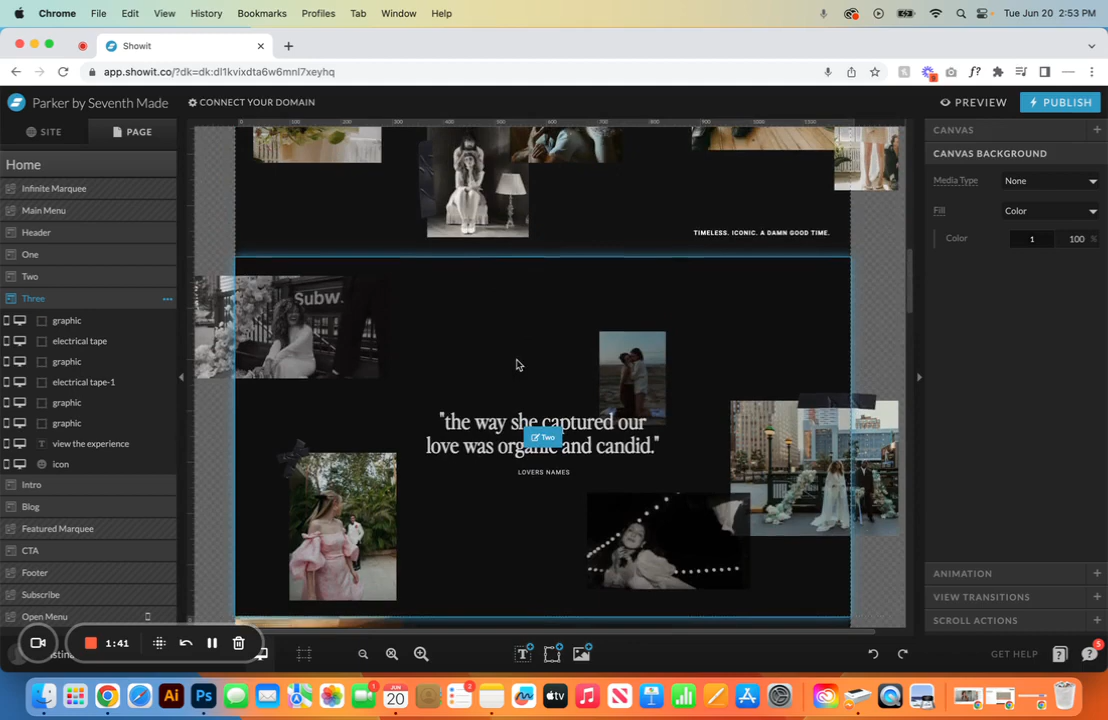 Chrome File Edit View History Bookmarks Profiles Tab Window Help
Tue Jun 20 2:53 PM
Showit
app.showit.co/?dk=dk:dl1kvixdta6w6mnl7xeyhq
Parker by Seventh Made
CONNECT YOUR DOMAIN
PREVIEW
PUBLISH
SITE
PAGE
Home
Infinite Marquee
Main Menu
Header
One
Two
Three
graphic
electrical tape
graphic
electrical tape-1
graphic
graphic
view the experience
icon
Intro
Blog
Featured Marquee
CTA
Footer
Subscribe
Open Menu
1:41
TIMELESS. ICONIC. A DAMN GOOD TIME.
Subw.
"the way she captured our
love was organic and candid."
Two
LOVERS NAMES
CANVAS
CANVAS BACKGROUND
Media Type None
Fill Color
Color 1 100 %
ANIMATION
VIEW TRANSITIONS
SCROLL ACTIONS
GET HELP
5